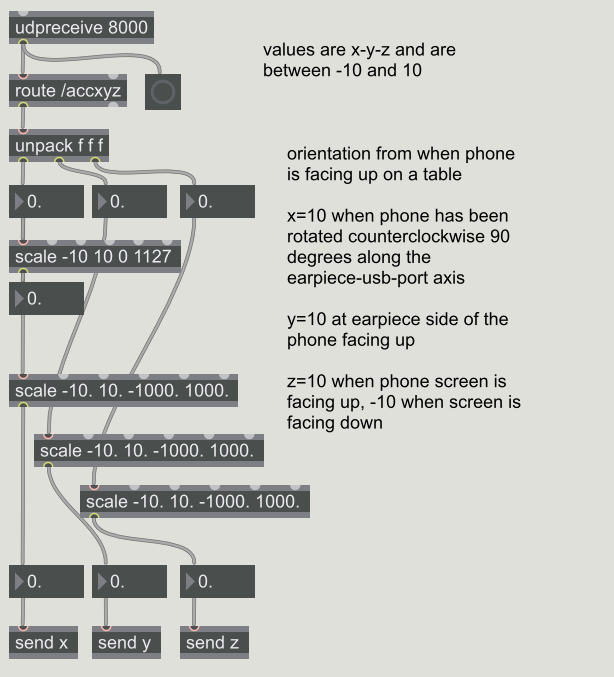 udpreceive 8000
values are x-y-z and are
between -10 and 10
route /accxyz
unpack f f f
orientation from when phone
is facing up on a table
0.
0.
0.
x=10 when phone has been
rotated counterclockwise 90
degrees along the
earpiece-usb-port axis
scale -10 10 0 1127
0.
y=10 at earpiece side of the
phone facing up
z=10 when phone screen is
facing up, -10 when screen is
facing down
scale -10. 10. -1000. 1000.
scale -10. 10. -1000. 1000.
scale -10. 10. -1000. 1000.
0.
0.
0.
send x
send y
send z